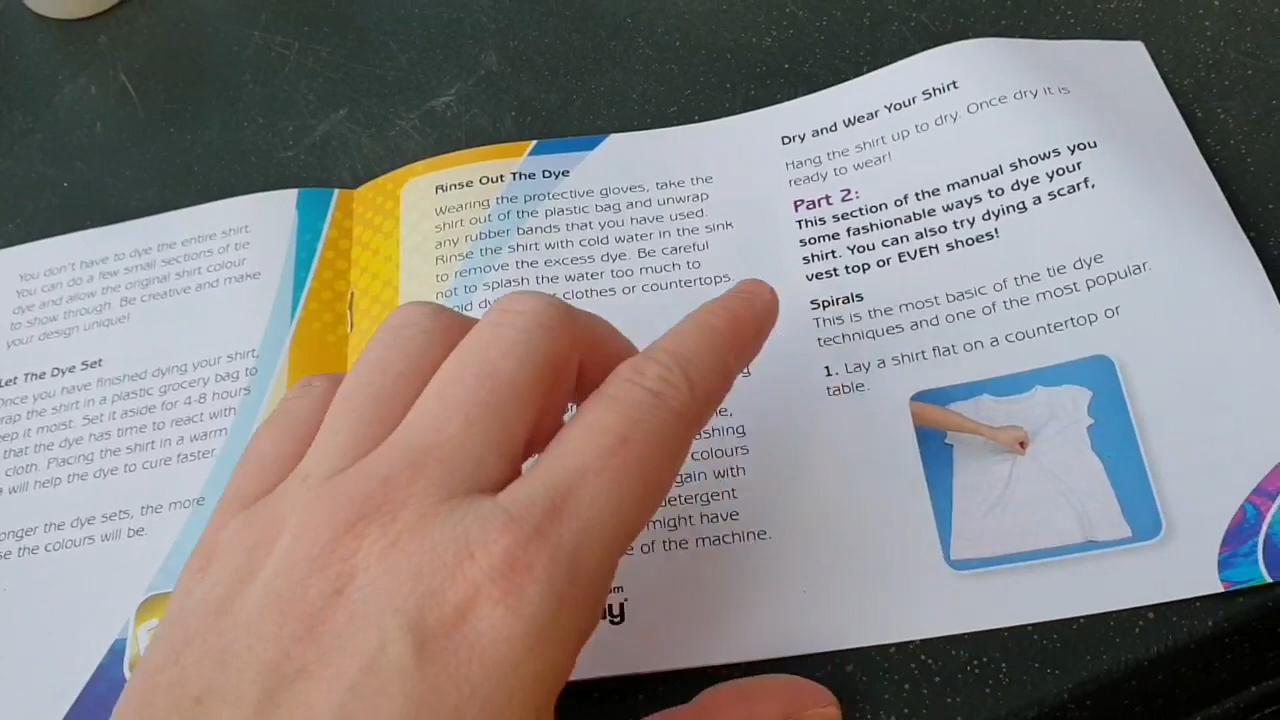 You don't have to dye the entire shirt.
You can do a few small sections of tie
dye and allow the original shirt colour
to show through. Be creative and make
your design unique!
Let The Dye Set
Once you have finished dying your shirt,
wrap the shirt in a plastic grocery bag to
keep it moist. Set it aside for 4-8 hours
that the dye has time to react with
cloth. Placing the shirt in a warm
will help the dye to cure faster.
onger the dye sets, the more
se the colours will be.
Rinse Out The Dye
Wearing the protective gloves, take the
shirt out of the plastic bag and unwrap
any rubber bands that you have used.
Rinse the shirt with cold water in the sink
to remove the excess dye. Be careful
not to splash the water too much to
clothes or countertops.
ashing
colours
gain with
detergent
might have
e of the machine.
Dry and Wear Your Shirt
Hang the shirt up to dry. Once dry it is
ready to wear!
Part 2:
This section of the manual shows you
some fashionable ways to dye your
shirt. You can also try dying a scarf,
vest top or EVEN shoes!
Spirals
This is the most basic of the tie dye
techniques and one of the most popular.
1. Lay a shirt flat on a countertop or
table.